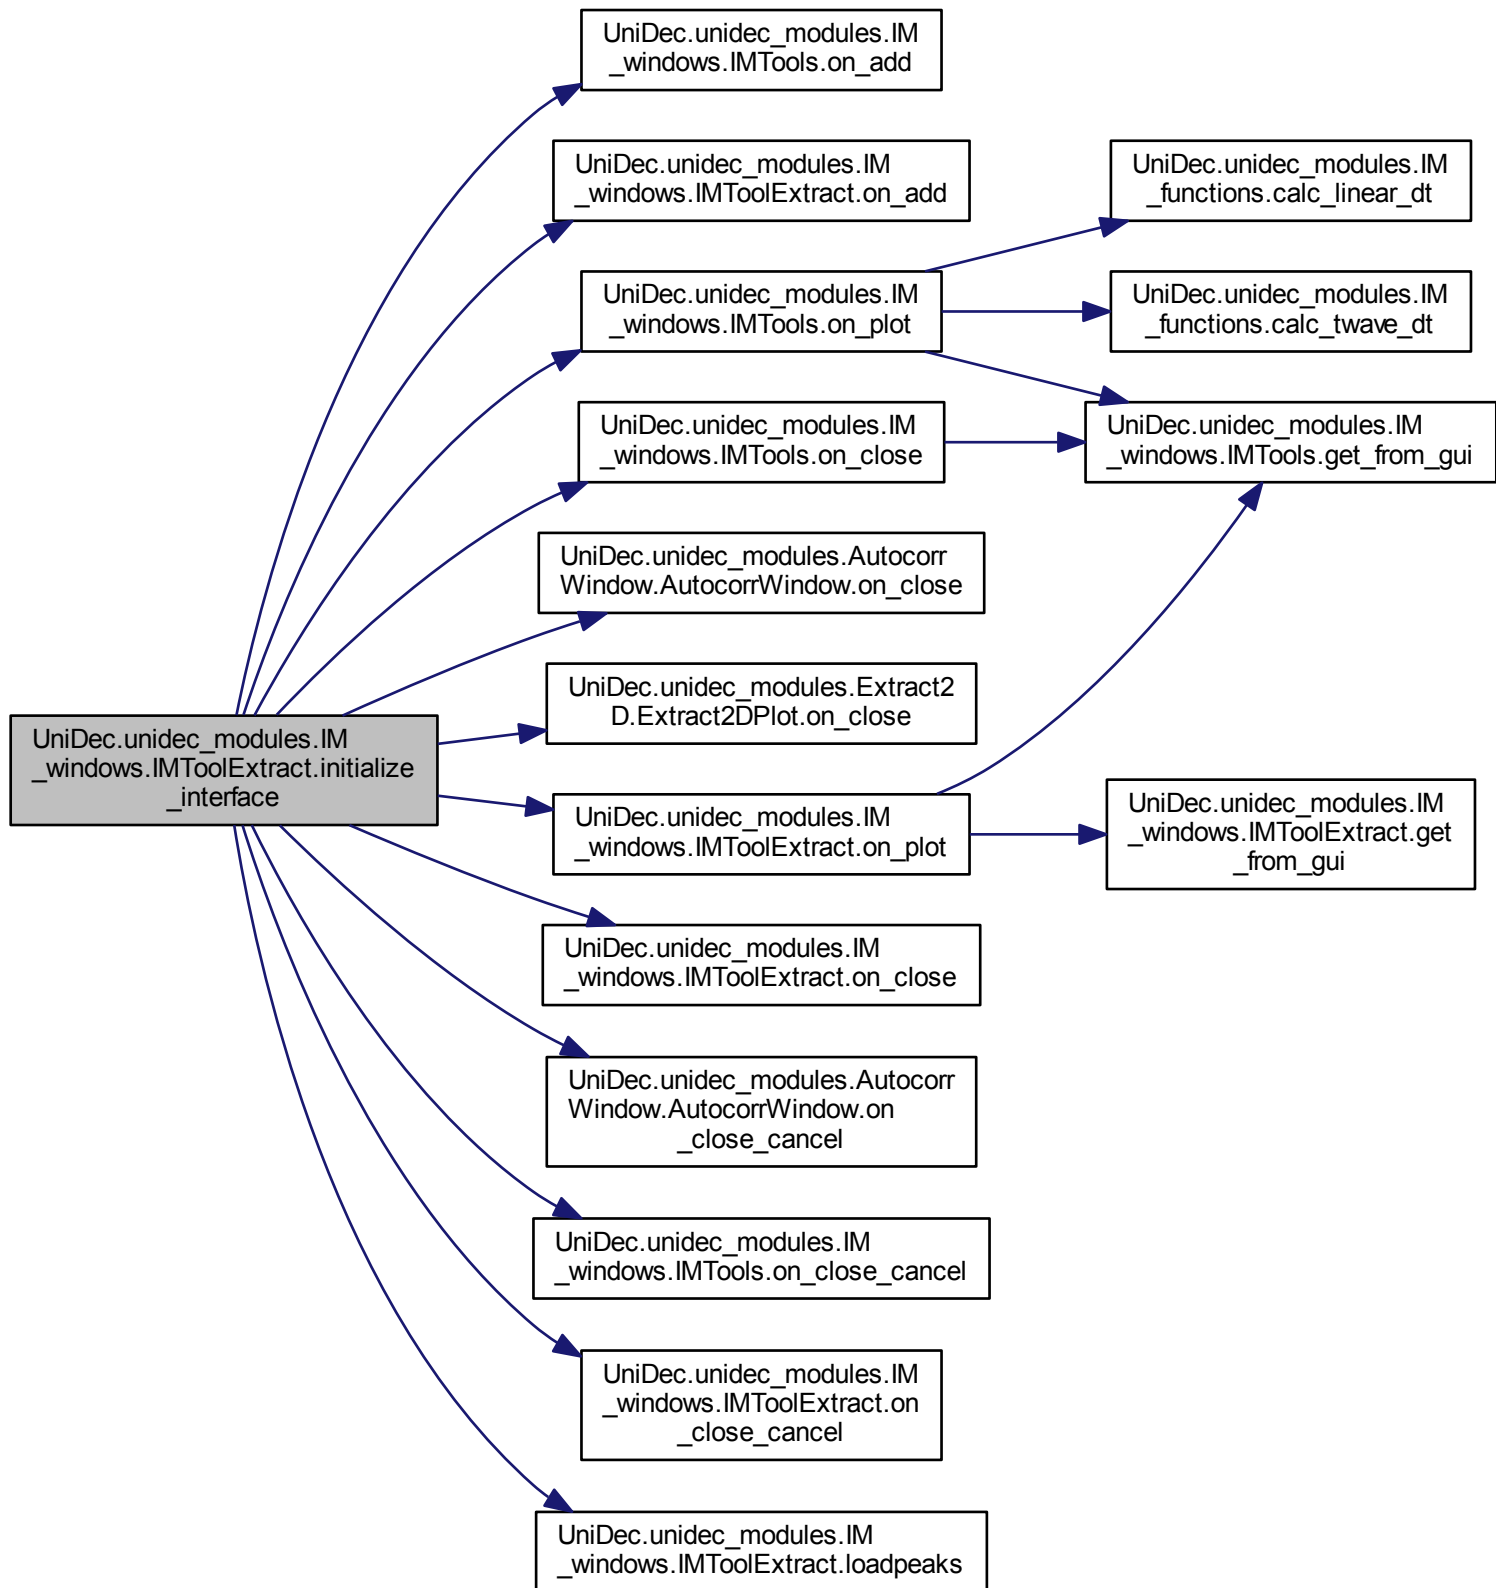 UniDec.unidec_modules.IM
_windows.IMTools.on_add
UniDec.unidec_modules.IM
_windows.IMToolExtract.on_add
UniDec.unidec_modules.IM
_functions.calc_linear_dt
UniDec.unidec_modules.IM
_windows.IMTools.on_plot
UniDec.unidec_modules.IM
_functions.calc_twave_dt
UniDec.unidec_modules.IM
_windows.IMTools.on_close
UniDec.unidec_modules.IM
_windows.IMTools.get_from_gui
UniDec.unidec_modules.Autocorr
Window.AutocorrWindow.on_close
UniDec.unidec_modules.Extract2
D.Extract2DPlot.on_close
UniDec.unidec_modules.IM
_windows.IMToolExtract.initialize
_interface
UniDec.unidec_modules.IM
_windows.IMToolExtract.on_plot
UniDec.unidec_modules.IM
_windows.IMToolExtract.get
_from_gui
UniDec.unidec_modules.IM
_windows.IMToolExtract.on_close
UniDec.unidec_modules.Autocorr
Window.AutocorrWindow.on
_close_cancel
UniDec.unidec_modules.IM
_windows.IMTools.on_close_cancel
UniDec.unidec_modules.IM
_windows.IMToolExtract.on
_close_cancel
UniDec.unidec_modules.IM
_windows.IMToolExtract.loadpeaks